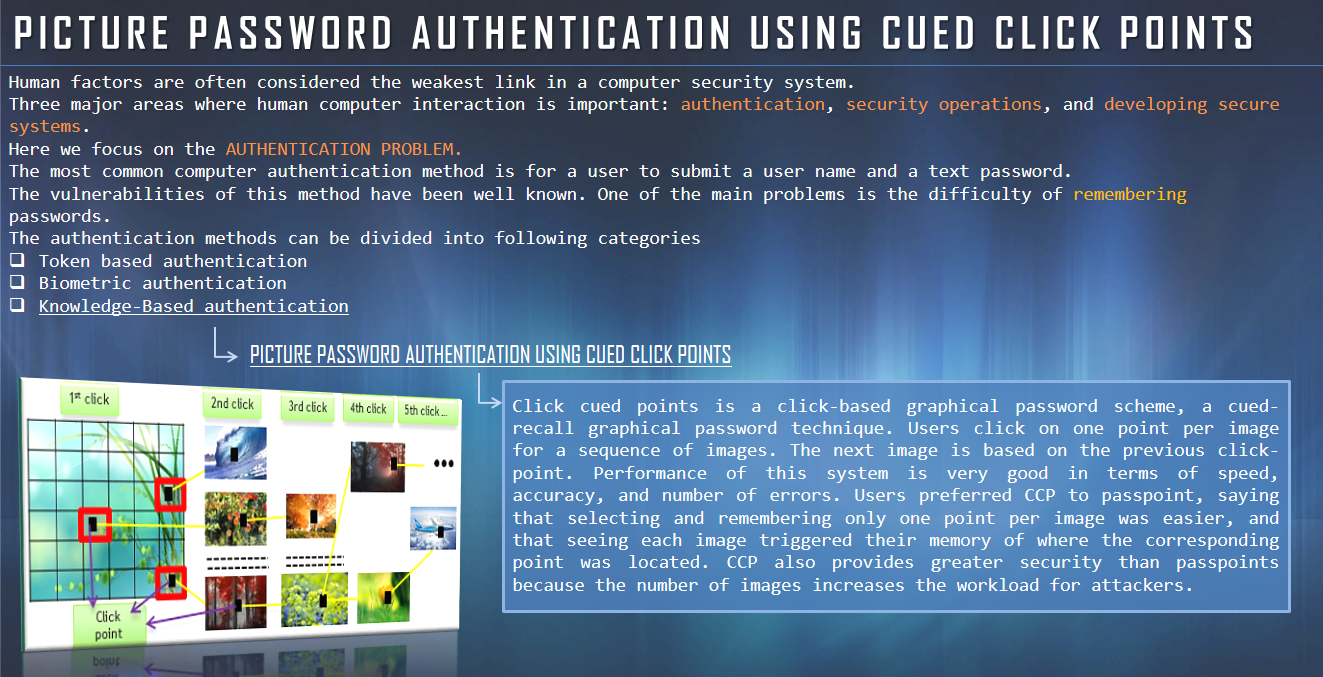 PICTURE PASSWORD AUTHENTICATION USING CUED CLICK POINTS
Human factors are often considered the weakest link in a computer security system.
Three major areas where human computer interaction is important: authentication, security operations, and developing secure
systems.
Here we focus on the AUTHENTICATION PROBLEM.
The most common computer authentication method is for a user to submit a user name and a text password.
The vulnerabilities of this method have been well known. One of the main problems is the difficulty of remembering
passwords.
The authentication methods can be divided into following categories
❑ Token based authentication
❑ Biometric authentication
❑ Knowledge-Based authentication
PICTURE PASSWORD AUTHENTICATION USING CUED CLICK POINTS
1st click
2nd click
3rd click
4th click
5th click...
Click
point
Click cued points is a click-based graphical password scheme, a cued-
recall graphical password technique. Users click on one point per image
for a sequence of images. The next image is based on the previous click-
point. Performance of this system is very good in terms of speed,
accuracy, and number of errors. Users preferred CCP to passpoint, saying
that selecting and remembering only one point per image was easier, and
that seeing each image triggered their memory of where the corresponding
point was located. CCP also provides greater security than passpoints
because the number of images increases the workload for attackers.